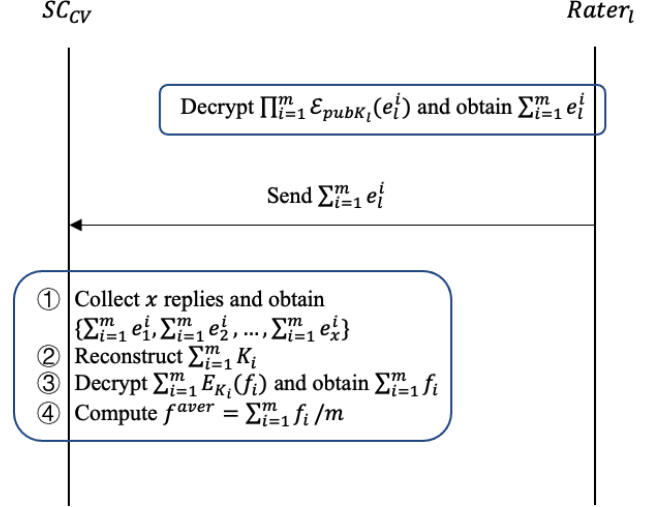 SC_CV Rater_l
Decrypt ∏_{i=1}^{m} ℰ_{pubK_l}(e_l^i) and obtain ∑_{i=1}^{m} e_l^i
Send ∑_{i=1}^{m} e_l^i
① Collect x replies and obtain
{∑_{i=1}^{m} e_1^i, ∑_{i=1}^{m} e_2^i, ..., ∑_{i=1}^{m} e_x^i}
② Reconstruct ∑_{i=1}^{m} K_i
③ Decrypt ∑_{i=1}^{m} E_{K_i}(f_i) and obtain ∑_{i=1}^{m} f_i
④ Compute f^{aver} = ∑_{i=1}^{m} f_i /m